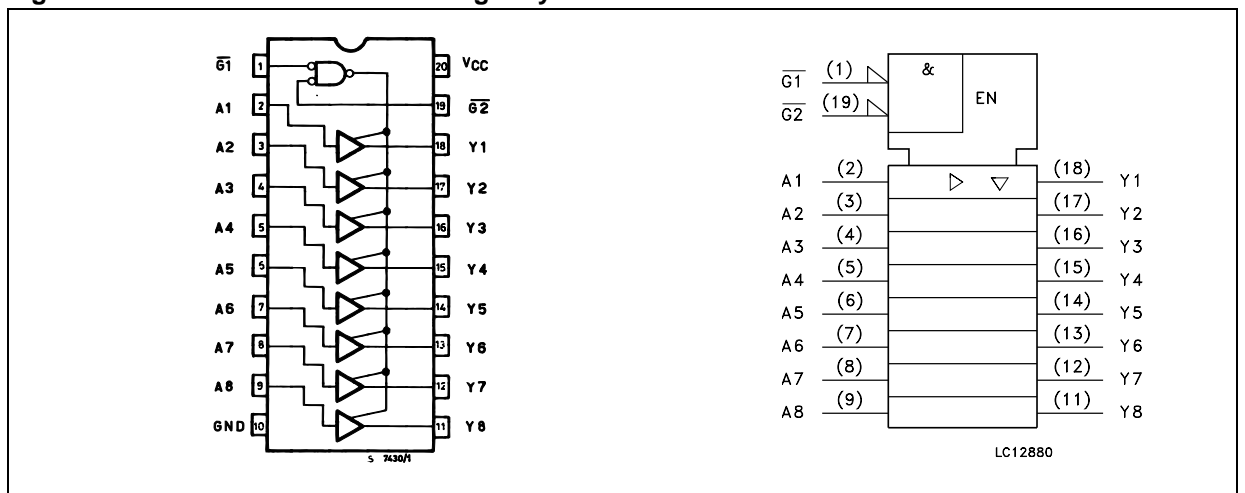 G1 1 20 VCC
A1 2 19 G2
A2 3 18 Y1
A3 4 17 Y2
A4 5 16 Y3
A5 6 15 Y4
A6 7 14 Y5
A7 8 13 Y6
A8 9 12 Y7
GND 10 11 Y8
S 7430/1
G1 (1) &
G2 (19) EN
A1 (2) (18) Y1
A2 (3) (17) Y2
A3 (4) (16) Y3
A4 (5) (15) Y4
A5 (6) (14) Y5
A6 (7) (13) Y6
A7 (8) (12) Y7
A8 (9) (11) Y8
LC12880